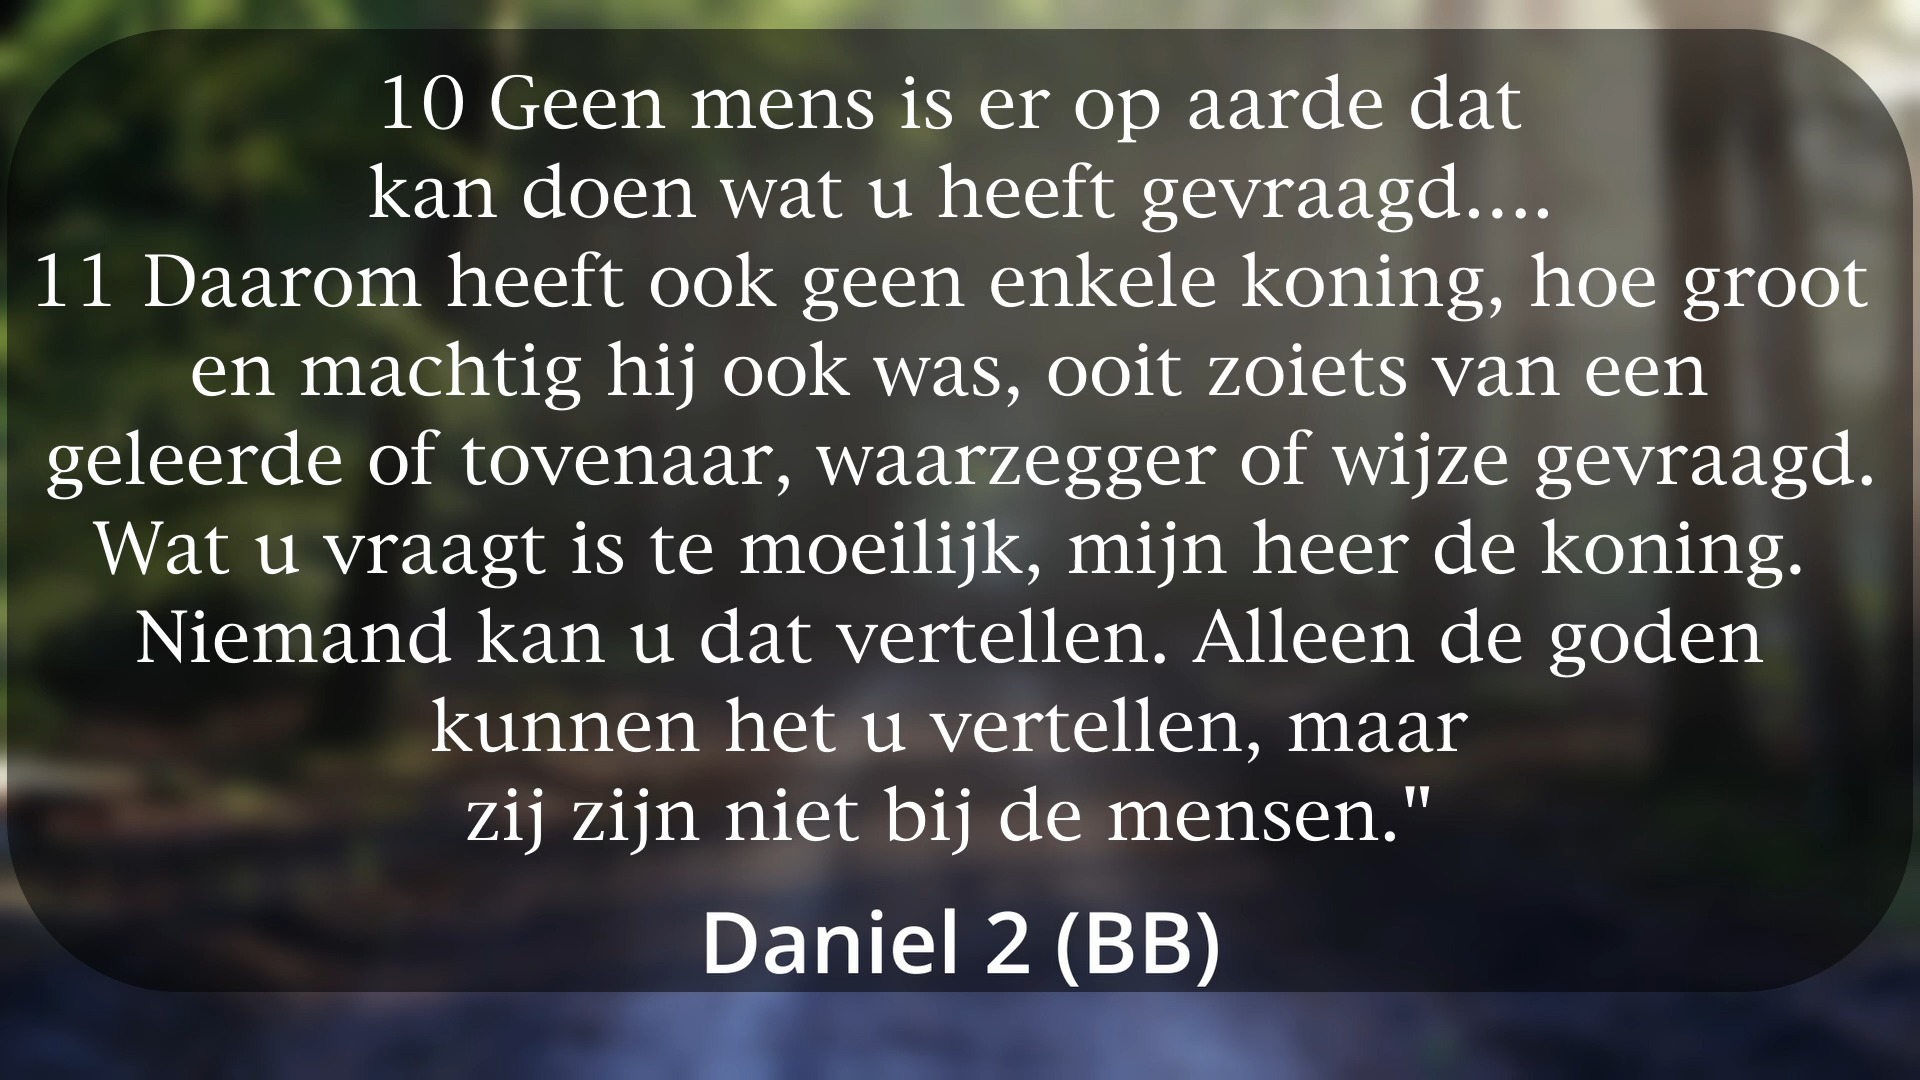 10 Geen mens is er op aarde dat
kan doen wat u heeft gevraagd....
11 Daarom heeft ook geen enkele koning, hoe groot
en machtig hij ook was, ooit zoiets van een
geleerde of tovenaar, waarzegger of wijze gevraagd.
Wat u vraagt is te moeilijk, mijn heer de koning.
Niemand kan u dat vertellen. Alleen de goden
kunnen het u vertellen, maar
zij zijn niet bij de mensen."
Daniel 2 (BB)